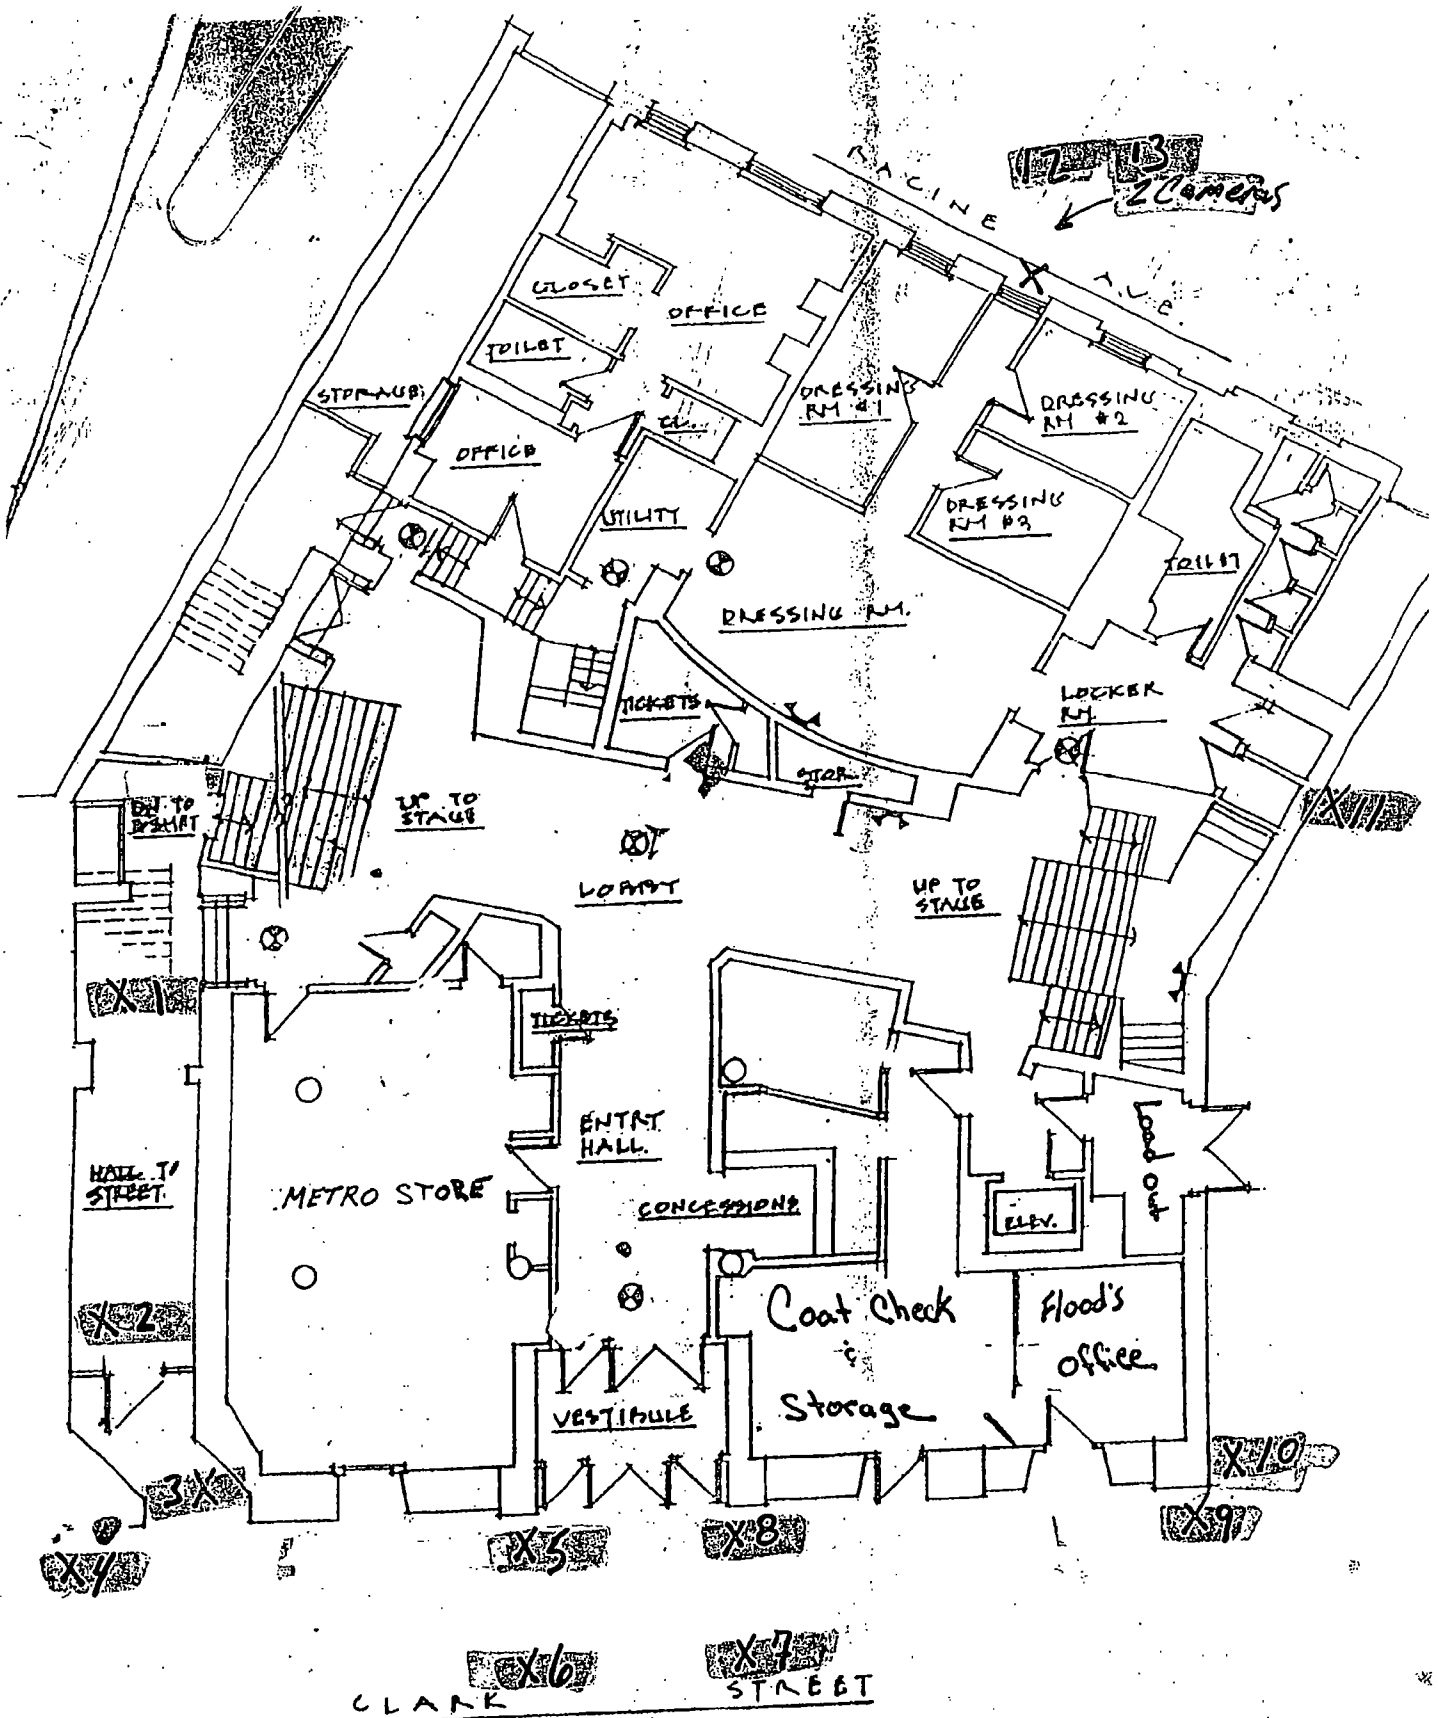 12 13
2 Cameras
RACINE AVE.
CLOSET
OFFICE
TOILET
STORAGE
DRESSING
RM #1
DRESSING
RM #2
CL.
OFFICE
UTILITY
DRESSING
RM #3
TOILET
DRESSING RM.
TICKETS
LOCKER
RM
STOR.
DN TO
BSMNT
UP TO
STAGE
X11
LOBBY
UP TO
STAGE
X1
TICKETS
ENTRY
HALL
Load out
HALL TO
STREET.
METRO STORE
CONCESSIONS
ELEV.
X2
Coat Check
&
Storage
Flood's
office
VESTIBULE
3X
X10
X4
X5
X8
X9
X6
X7
CLARK STREET